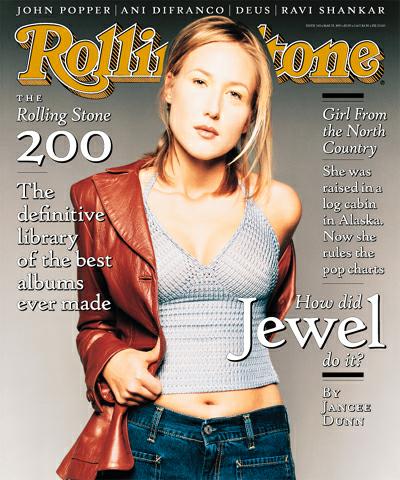 JOHN POPPER | ANI DIFRANCO | DEUS | RAVI SHANKAR
Rolling Stone
THE
Rolling Stone
200
The
definitive
library
of the best
albums
ever made
Girl From
the North
Country
She was
raised in a
log cabin
in Alaska.
Now she
rules the
pop charts
How did
Jewel
do it?
BY
JANCEE
DUNN